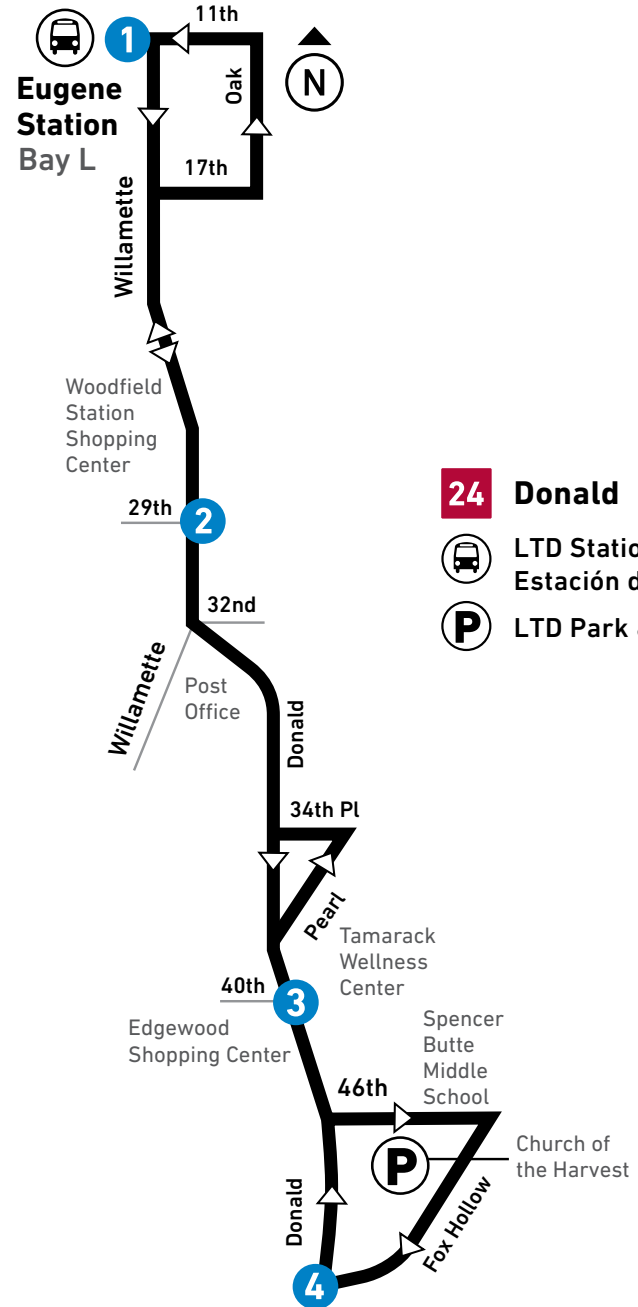 11th
1
Eugene
Station
Bay L
Oak
N
17th
Willamette
Woodfield
Station
Shopping
Center
29th
2
24 Donald
LTD Statio
Estación d
P LTD Park
32nd
Willamette
Post
Office
Donald
34th Pl
Pearl
Tamarack
Wellness
Center
40th
3
Edgewood
Shopping Center
Spencer
Butte
Middle
School
46th
P
Church of
the Harvest
Donald
Fox Hollow
4